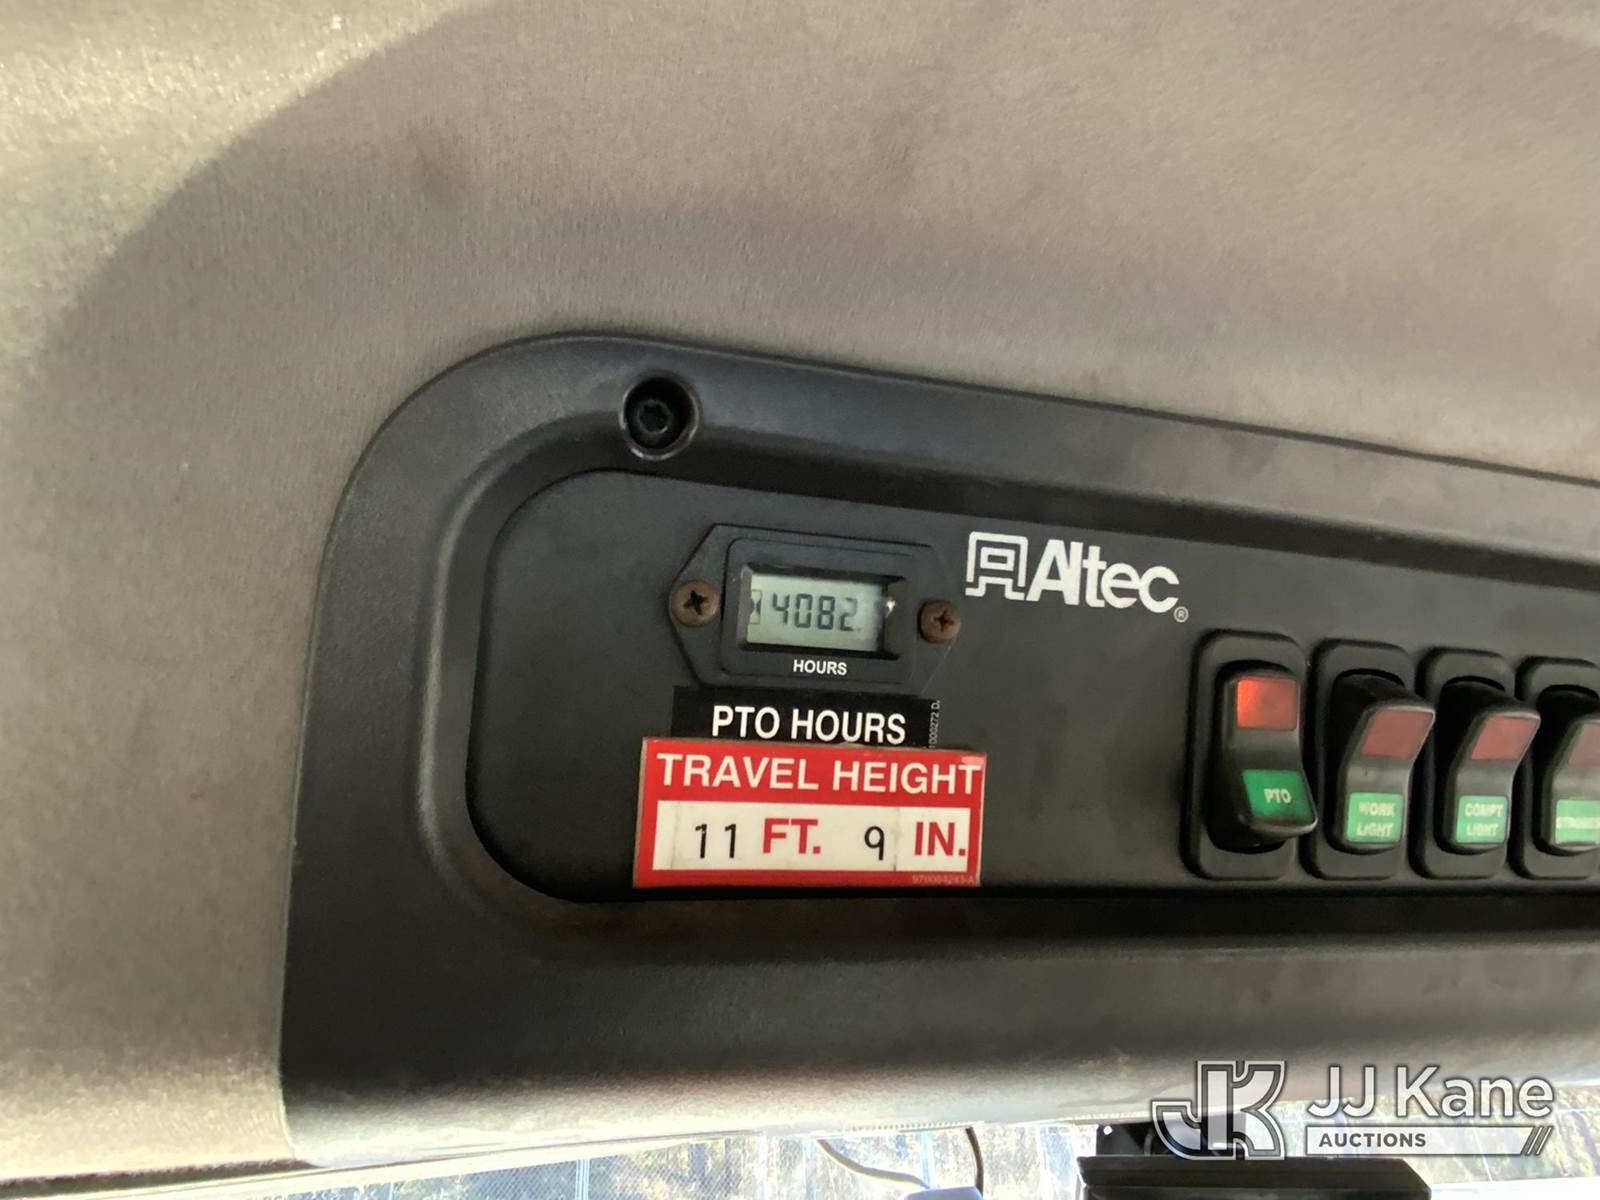 4082
HOURS
Altec®
PTO HOURS
TRAVEL HEIGHT
11 FT. 9 IN.
PTO
WORK
LIGHT
COMPT
LIGHT
JJ Kane
AUCTIONS